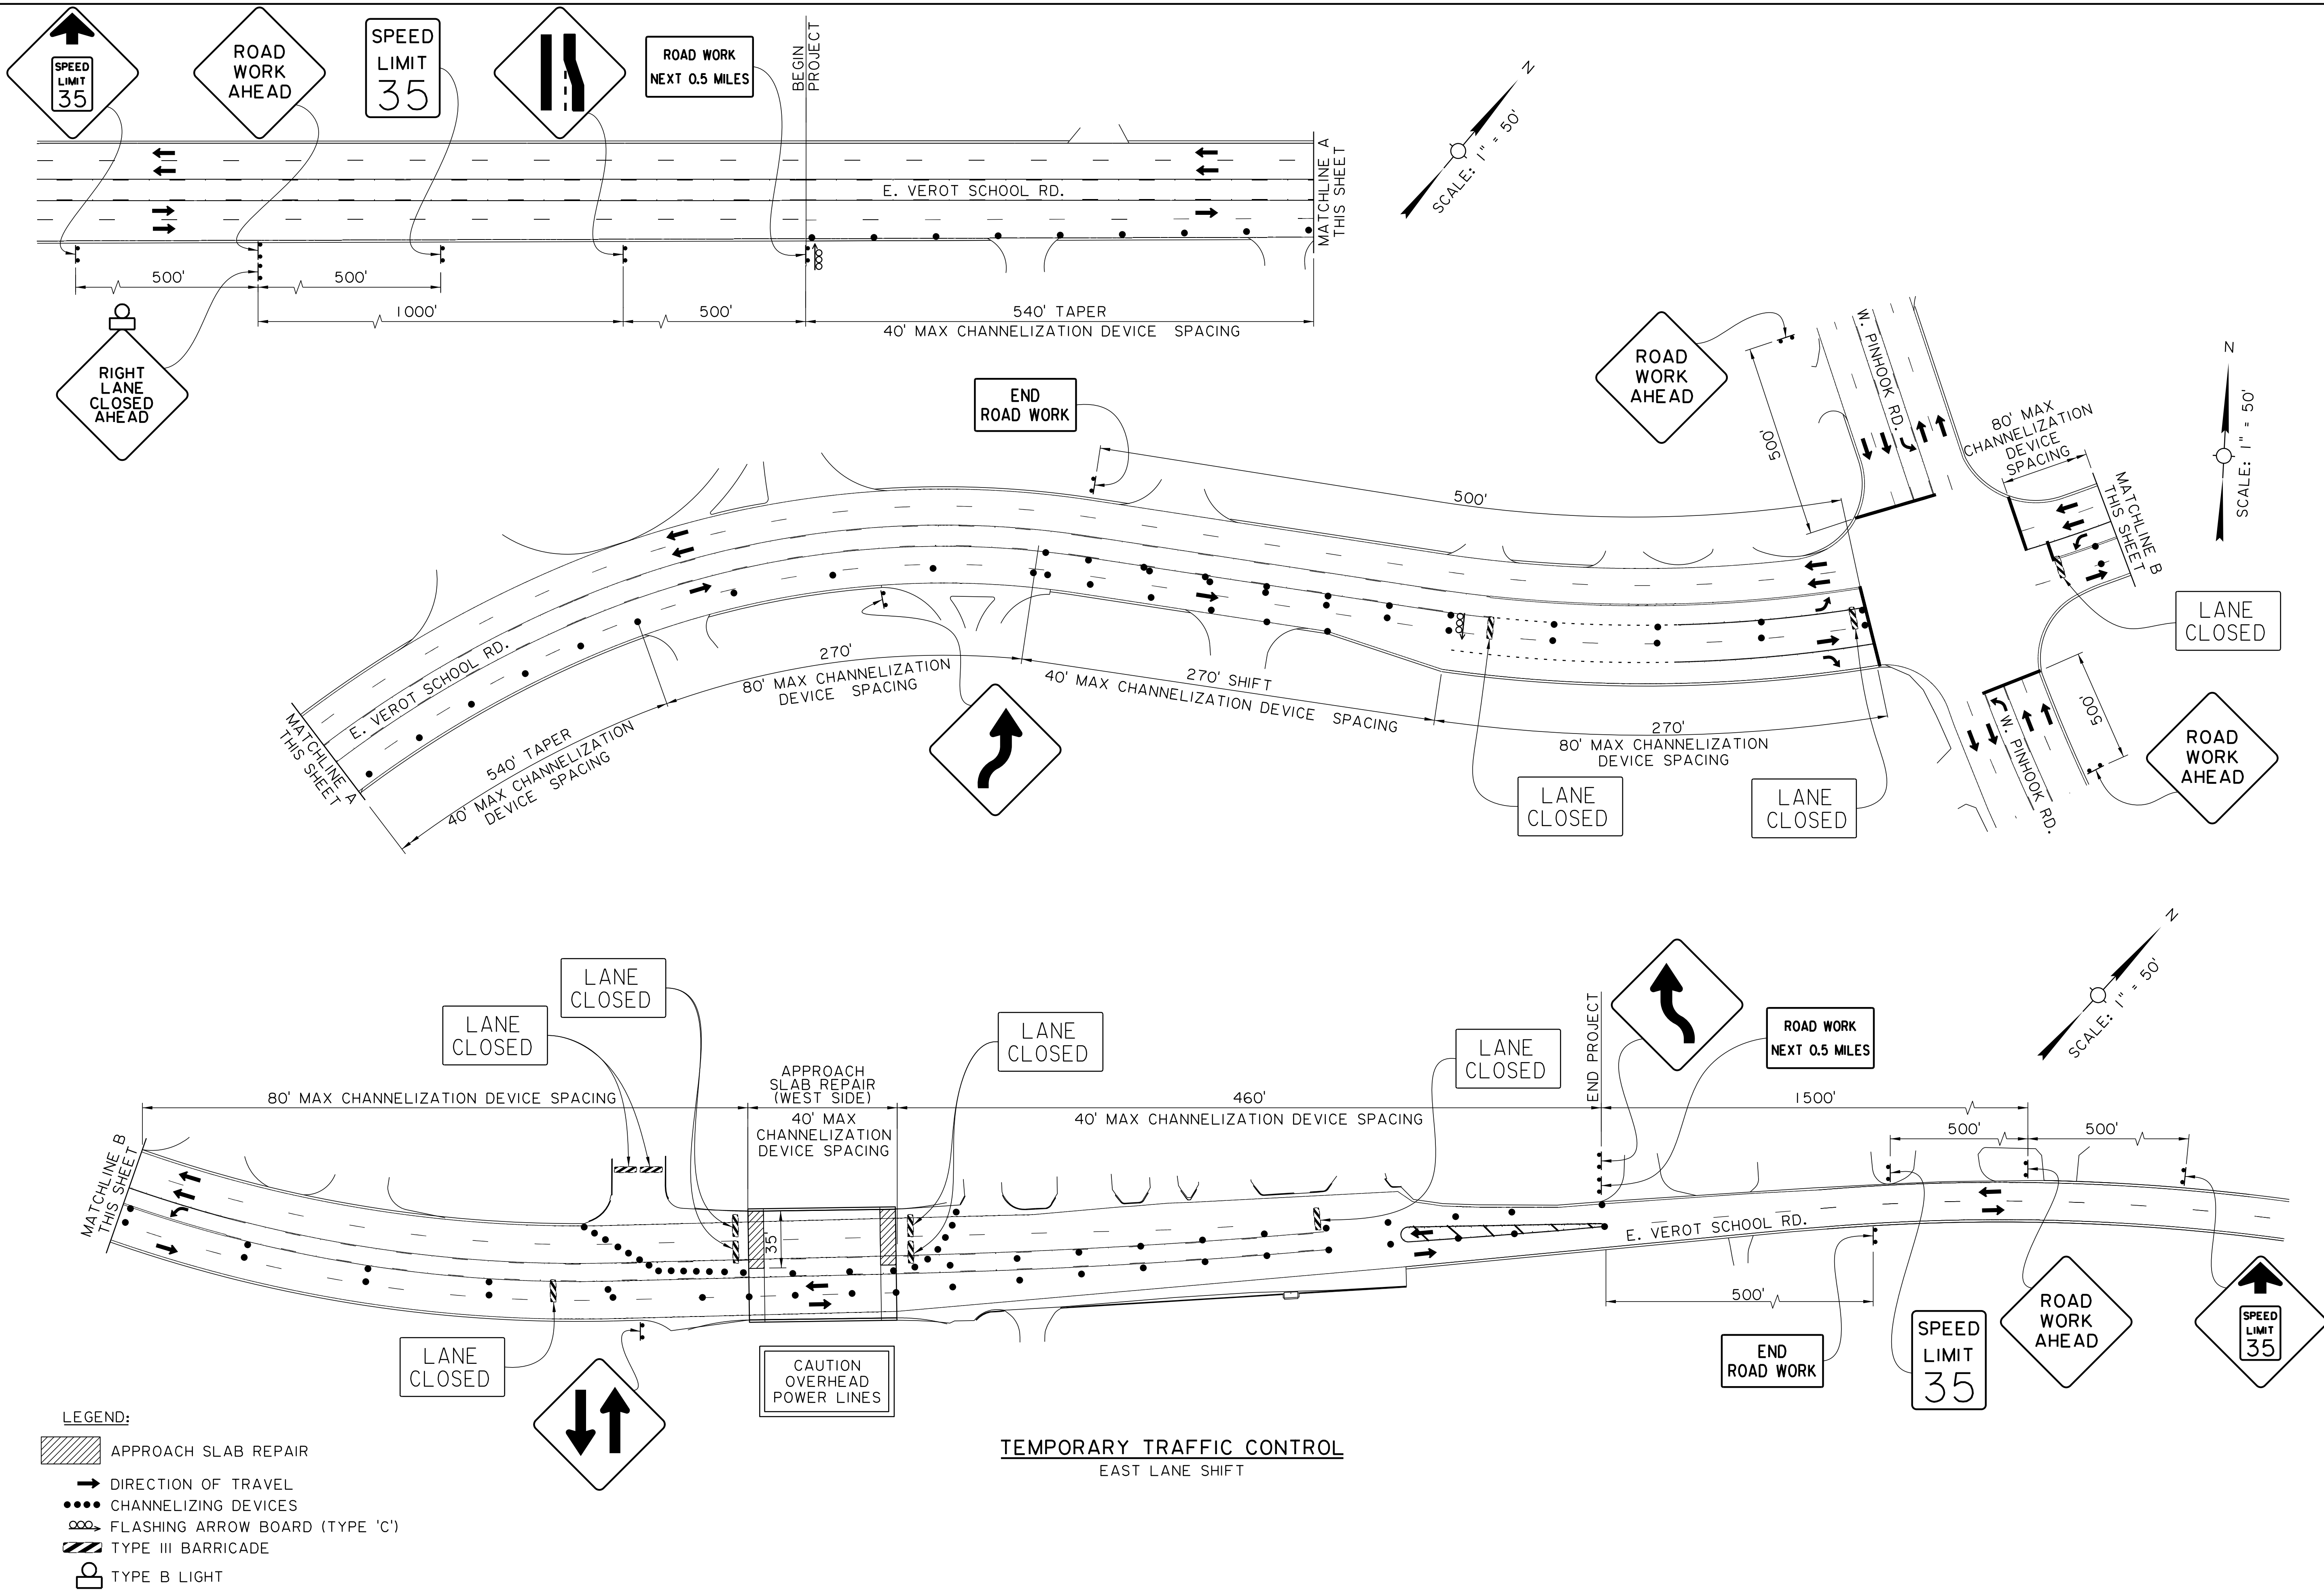 SPEED
LIMIT
35
ROAD
WORK
AHEAD
SPEED
LIMIT
35
ROAD WORK
NEXT 0.5 MILES
BEGIN
PROJECT
N
SCALE: 1" = 50'
E. VEROT SCHOOL RD.
MATCHLINE A
THIS SHEET
500'
500'
1000'
500'
540' TAPER
40' MAX CHANNELIZATION DEVICE SPACING
RIGHT
LANE
CLOSED
AHEAD
END
ROAD WORK
ROAD
WORK
AHEAD
500'
W. PINHOOK RD.
80' MAX
CHANNELIZATION
DEVICE
SPACING
MATCHLINE B
THIS SHEET
N
SCALE: 1" = 50'
500'
LANE
CLOSED
E. VEROT SCHOOL RD.
MATCHLINE A
THIS SHEET
540' TAPER
40' MAX CHANNELIZATION
DEVICE SPACING
270'
80' MAX CHANNELIZATION
DEVICE SPACING
270' SHIFT
40' MAX CHANNELIZATION DEVICE SPACING
270'
80' MAX CHANNELIZATION
DEVICE SPACING
LANE
CLOSED
LANE
CLOSED
W. PINHOOK RD.
500'
ROAD
WORK
AHEAD
N
SCALE: 1" = 50'
LANE
CLOSED
LANE
CLOSED
LANE
CLOSED
LANE
CLOSED
END PROJECT
ROAD WORK
NEXT 0.5 MILES
80' MAX CHANNELIZATION DEVICE SPACING
APPROACH
SLAB REPAIR
(WEST SIDE)
40' MAX
CHANNELIZATION
DEVICE SPACING
460'
40' MAX CHANNELIZATION DEVICE SPACING
1500'
500'
500'
MATCHLINE B
THIS SHEET
35'
E. VEROT SCHOOL RD.
500'
LANE
CLOSED
CAUTION
OVERHEAD
POWER LINES
END
ROAD WORK
SPEED
LIMIT
35
ROAD
WORK
AHEAD
SPEED
LIMIT
35
TEMPORARY TRAFFIC CONTROL
EAST LANE SHIFT
LEGEND:
APPROACH SLAB REPAIR
DIRECTION OF TRAVEL
CHANNELIZING DEVICES
FLASHING ARROW BOARD (TYPE 'C')
TYPE III BARRICADE
TYPE B LIGHT